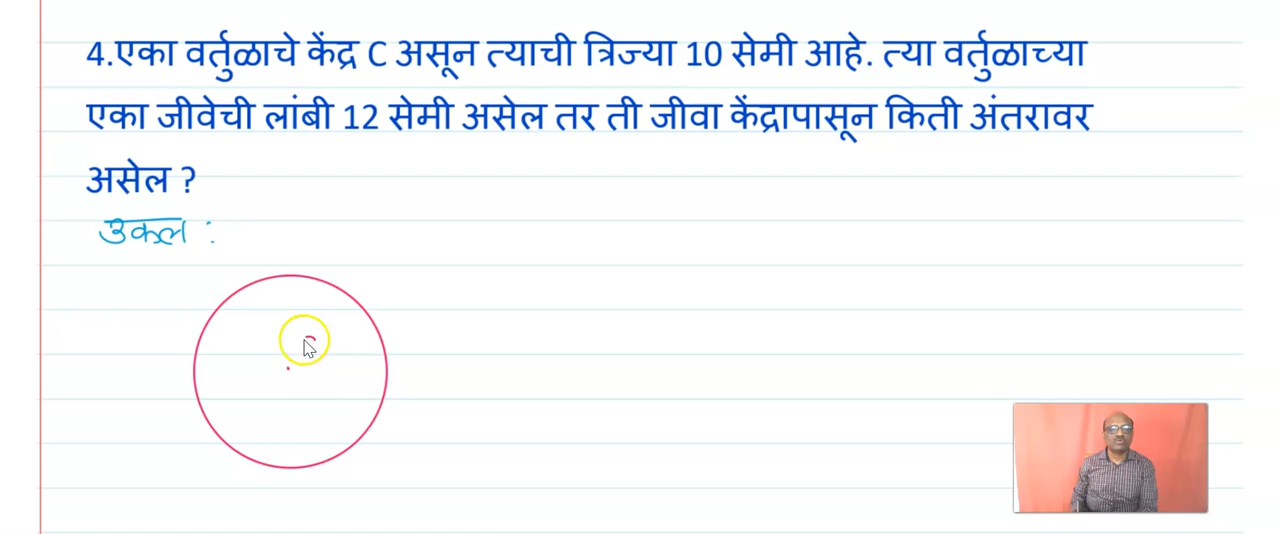 4.एका वर्तुळाचे केंद्र C असून त्याची त्रिज्या 10 सेमी आहे. त्या वर्तुळाच्या
एका जीवेची लांबी 12 सेमी असेल तर ती जीवा केंद्रापासून किती अंतरावर
असेल ?
उकल :